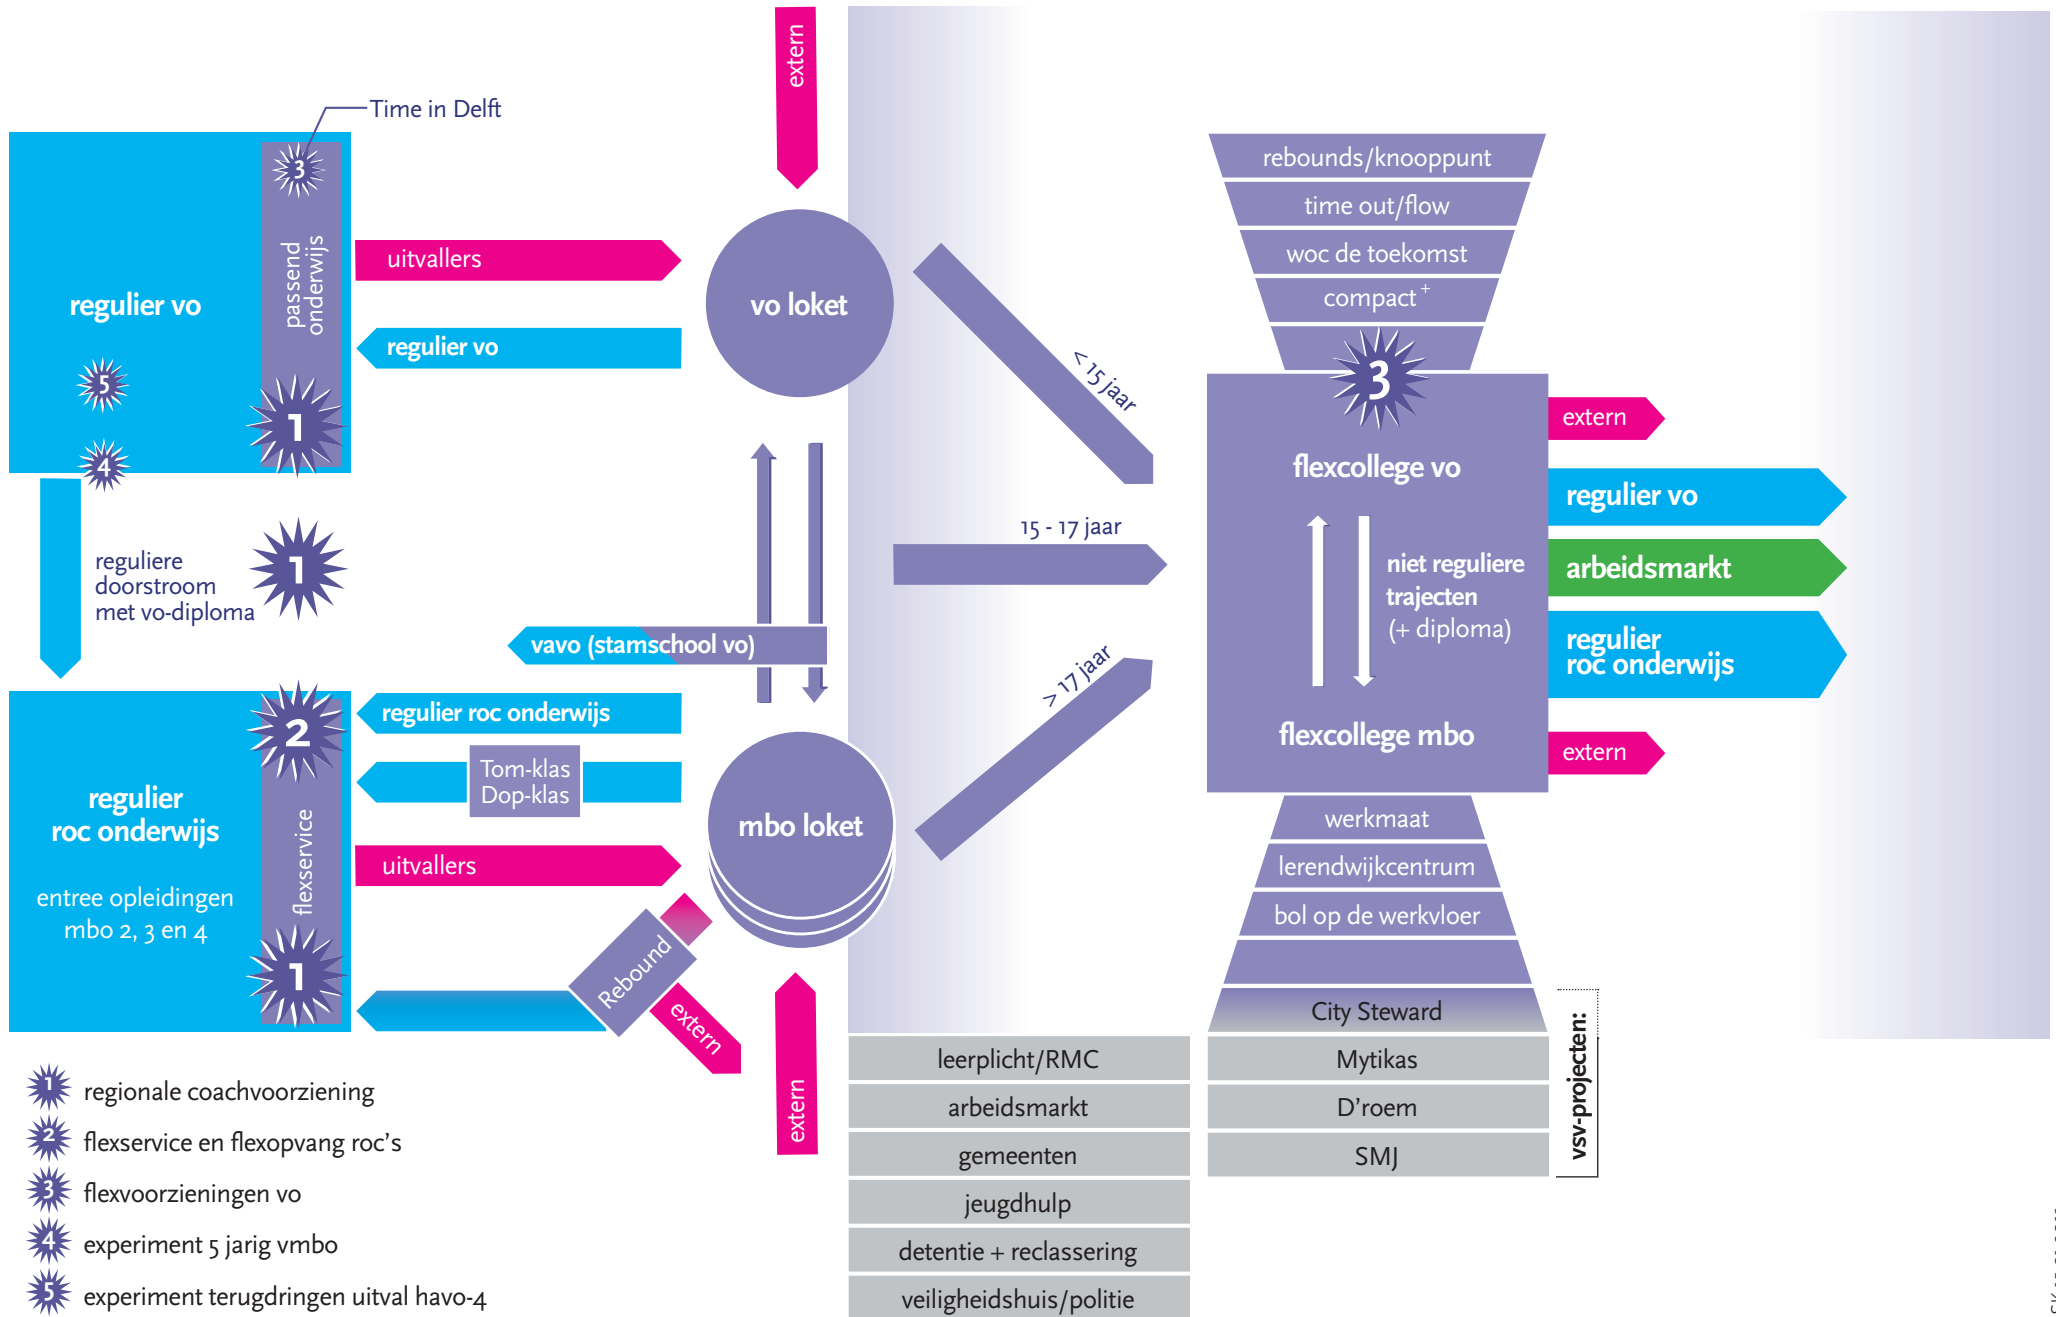 extern
Time in Delft
3
passend
onderwijs
regulier vo
5
4
1
uitvallers
regulier vo
vo loket
< 15 jaar
15 - 17 jaar
> 17 jaar
reguliere
doorstroom
met vo-diploma
1
vavo (stamschool vo)
2
regulier roc onderwijs
Tom-klas
Dop-klas
regulier
roc onderwijs
entree opleidingen
mbo 2, 3 en 4
flexservice
1
uitvallers
mbo loket
Rebound
extern
extern
rebounds/knooppunt
time out/flow
woc de toekomst
compact+
3
flexcollege vo
niet reguliere
trajecten
(+ diploma)
flexcollege mbo
extern
regulier vo
arbeidsmarkt
regulier
roc onderwijs
extern
werkmaat
lerendwijkcentrum
bol op de werkvloer
City Steward
Mytikas
D'roem
SMJ
vsv-projecten:
leerplicht/RMC
arbeidsmarkt
gemeenten
jeugdhulp
detentie + reclassering
veiligheidshuis/politie
1 regionale coachvoorziening
2 flexservice en flexopvang roc's
3 flexvoorzieningen vo
4 experiment 5 jarig vmbo
5 experiment terugdringen uitval havo-4